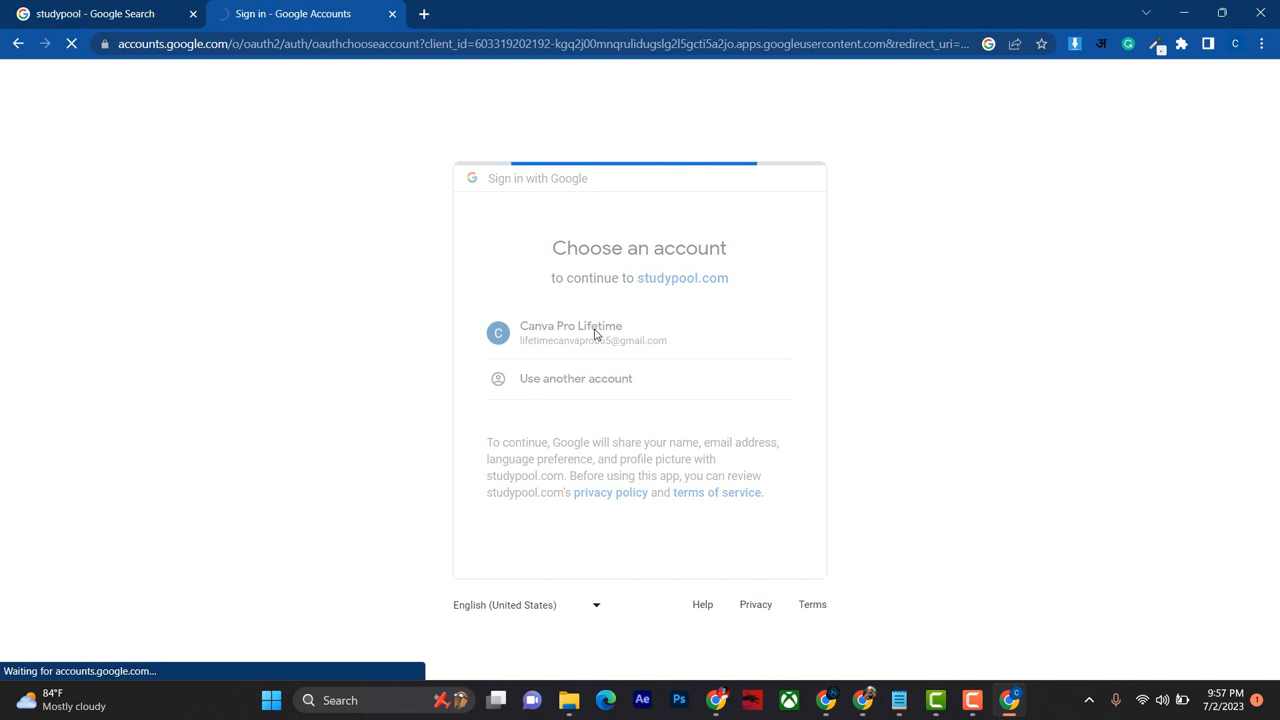 studypool - Google Search
Sign in - Google Accounts
accounts.google.com/o/oauth2/auth/oauthchooseaccount?client_id=603319202192-kgq2j00mnqrulidugslg2l5gcti5a2jo.apps.googleusercontent.com&redirect_uri=...
Sign in with Google
Choose an account
to continue to studypool.com
C
Canva Pro Lifetime
Use another account
To continue, Google will share your name, email address,
language preference, and profile picture with
studypool.com. Before using this app, you can review
studypool.com's privacy policy and terms of service.
English (United States)
Help
Privacy
Terms
Waiting for accounts.google.com...
84°F
Mostly cloudy
Search
Ae
Ps
9:57 PM
7/2/2023